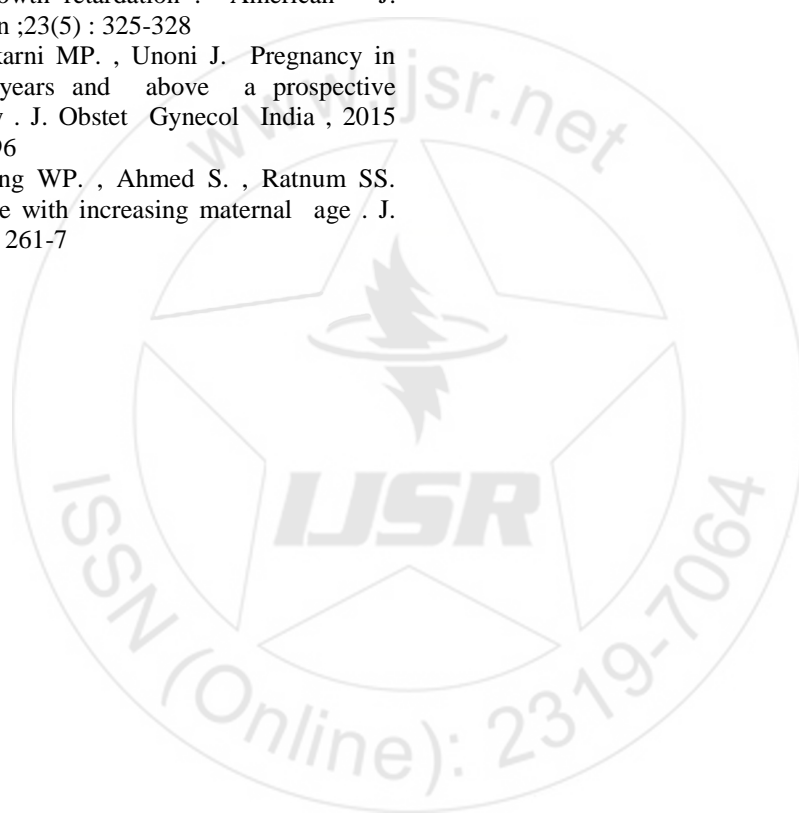 owth retardation . American J.
n ;23(5) : 325-328
karni MP. , Unoni J. Pregnancy in
years and above a prospective
. J. Obstet Gynecol India , 2015
96
ng WP. , Ahmed S. , Ratnum SS.
e with increasing maternal age . J.
261-7
www.ijsr.net
IJSR
ISSN (Online): 2319-7064